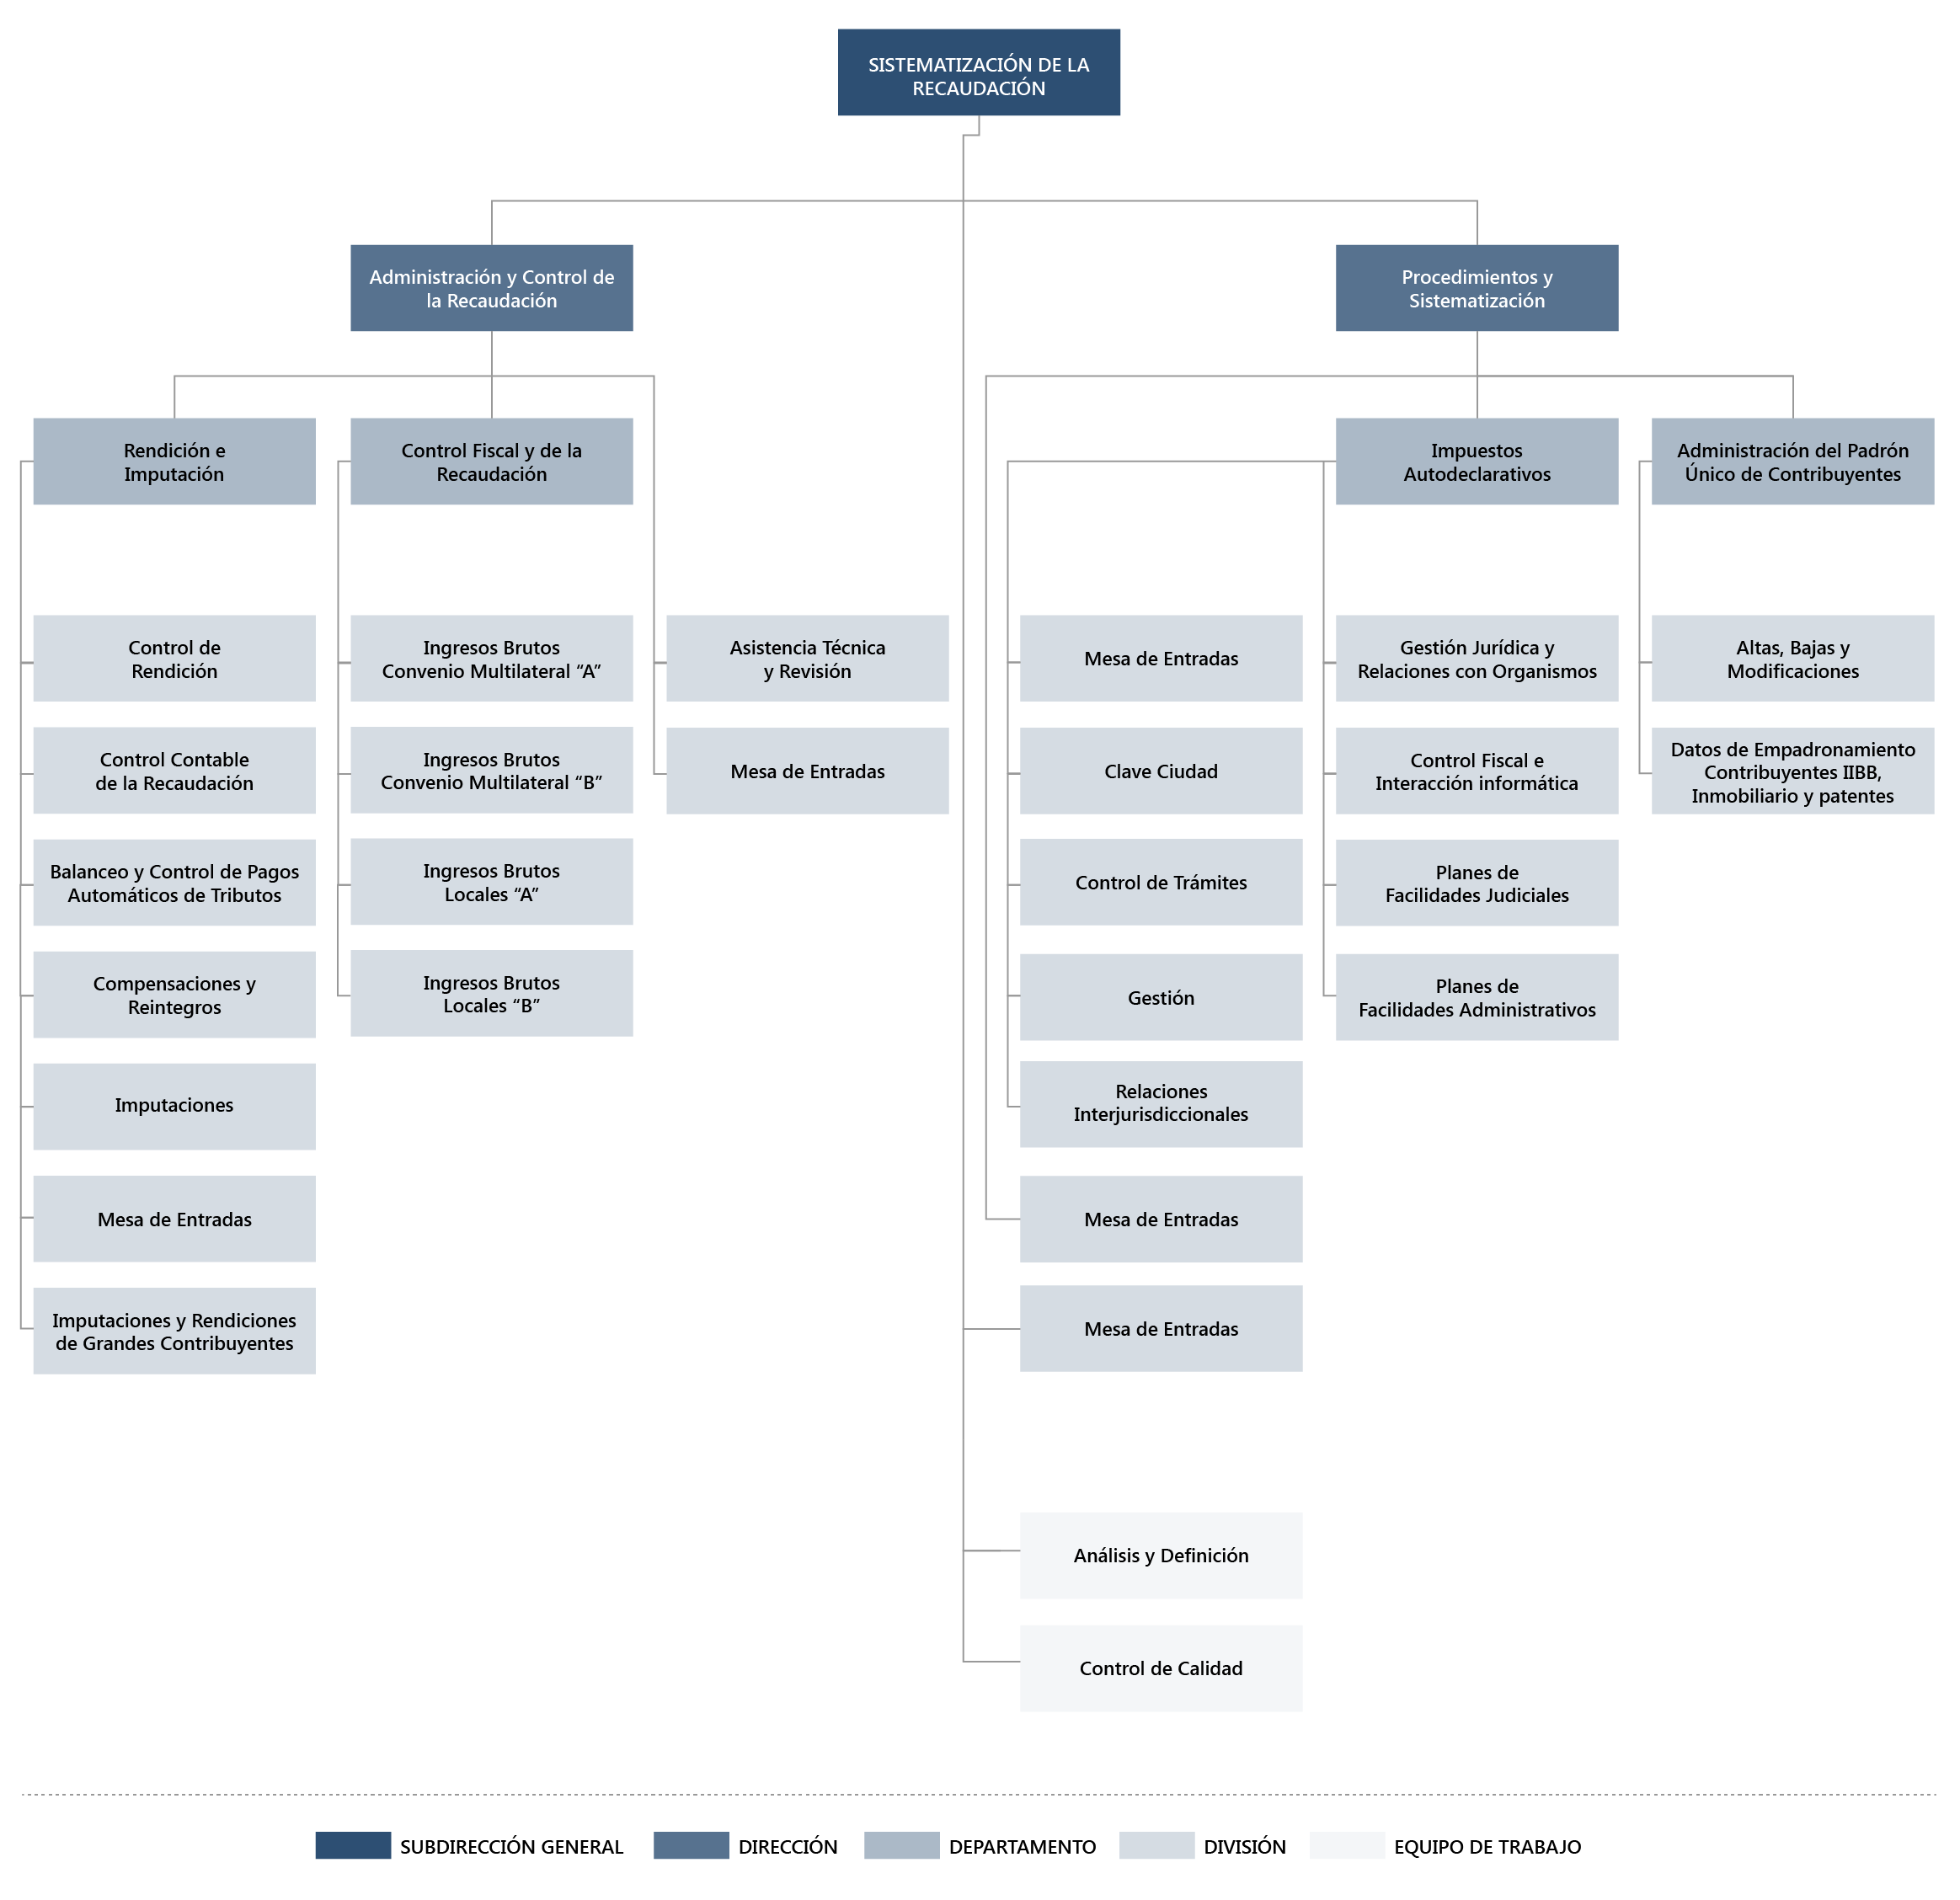 SISTEMATIZACIÓN DE LA
RECAUDACIÓN
Administración y Control de
la Recaudación
Procedimientos y
Sistematización
Rendición e
Imputación
Control Fiscal y de la
Recaudación
Impuestos
Autodeclarativos
Administración del Padrón
Único de Contribuyentes
Control de
Rendición
Control Contable
de la Recaudación
Balanceo y Control de Pagos
Automáticos de Tributos
Compensaciones y
Reintegros
Imputaciones
Mesa de Entradas
Imputaciones y Rendiciones
de Grandes Contribuyentes
Ingresos Brutos
Convenio Multilateral “A”
Ingresos Brutos
Convenio Multilateral “B”
Ingresos Brutos
Locales “A”
Ingresos Brutos
Locales “B”
Asistencia Técnica
y Revisión
Mesa de Entradas
Mesa de Entradas
Clave Ciudad
Control de Trámites
Gestión
Relaciones
Interjurisdiccionales
Mesa de Entradas
Mesa de Entradas
Análisis y Definición
Control de Calidad
Gestión Jurídica y
Relaciones con Organismos
Control Fiscal e
Interacción informática
Planes de
Facilidades Judiciales
Planes de
Facilidades Administrativos
Altas, Bajas y
Modificaciones
Datos de Empadronamiento
Contribuyentes IIBB,
Inmobiliario y patentes
SUBDIRECCIÓN GENERAL
DIRECCIÓN
DEPARTAMENTO
DIVISIÓN
EQUIPO DE TRABAJO